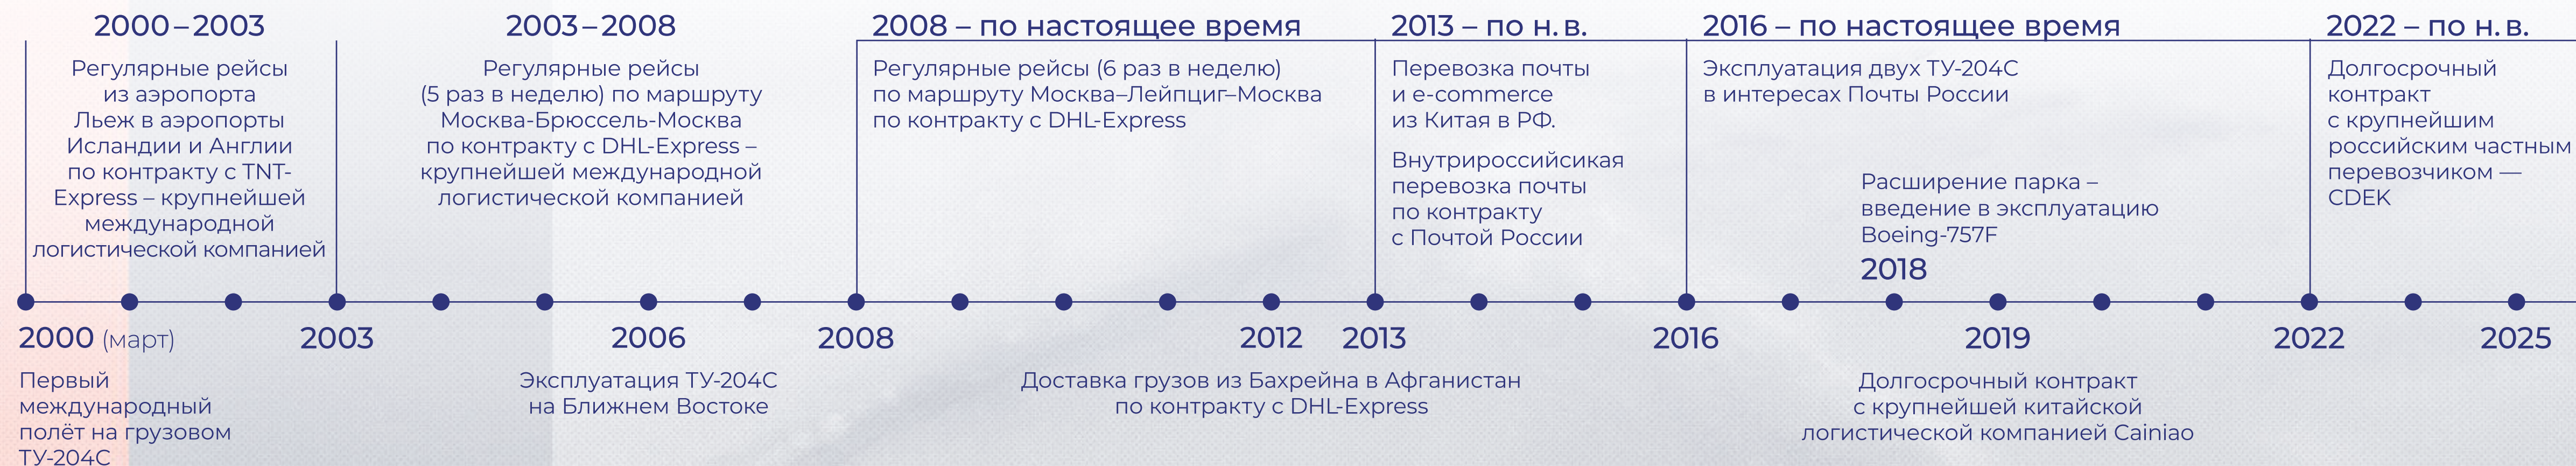 2000–2003
Регулярные рейсы
из аэропорта
Льеж в аэропорты
Исландии и Англии
по контракту с TNT-
Express – крупнейшей
международной
логистической компанией
2003–2008
Регулярные рейсы
(5 раз в неделю) по маршруту
Москва-Брюссель-Москва
по контракту с DHL-Express –
крупнейшей международной
логистической компанией
2008 – по настоящее время
Регулярные рейсы (6 раз в неделю)
по маршруту Москва–Лейпциг–Москва
по контракту с DHL-Express
2013 – по н. в.
Перевозка почты
и e-commerce
из Китая в РФ.
Внутрироссийсикая
перевозка почты
по контракту
с Почтой России
2016 – по настоящее время
Эксплуатация двух ТУ-204С
в интересах Почты России
Расширение парка –
введение в эксплуатацию
Boeing-757F
2018
2022 – по н. в.
Долгосрочный
контракт
с крупнейшим
российским частным
перевозчиком —
CDEK
2000 (март)
Первый
международный
полёт на грузовом
ТУ-204С
2003
2006
Эксплуатация ТУ-204С
на Ближнем Востоке
2008
2012
2013
Доставка грузов из Бахрейна в Афганистан
по контракту с DHL-Express
2016
2019
Долгосрочный контракт
с крупнейшей китайской
логистической компанией Cainiao
2022
2025